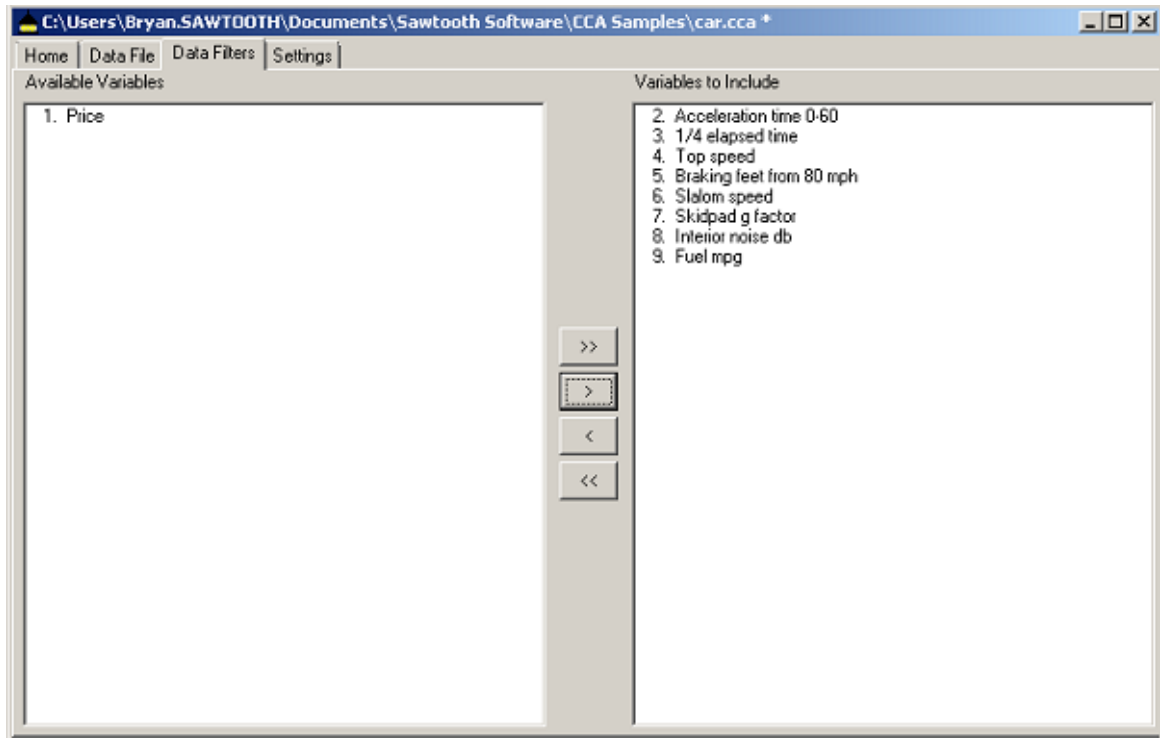 C:\Users\Bryan.SAWTOOTH\Documents\Sawtooth Software\CCA Samples\car.cca *
Home Data File Data Filters Settings
Available Variables
Variables to Include
1. Price
2. Acceleration time 0-60
3. 1/4 elapsed time
4. Top speed
5. Braking feet from 80 mph
6. Slalom speed
7. Skidpad g factor
8. Interior noise db
9. Fuel mpg
>>
>
<
<<